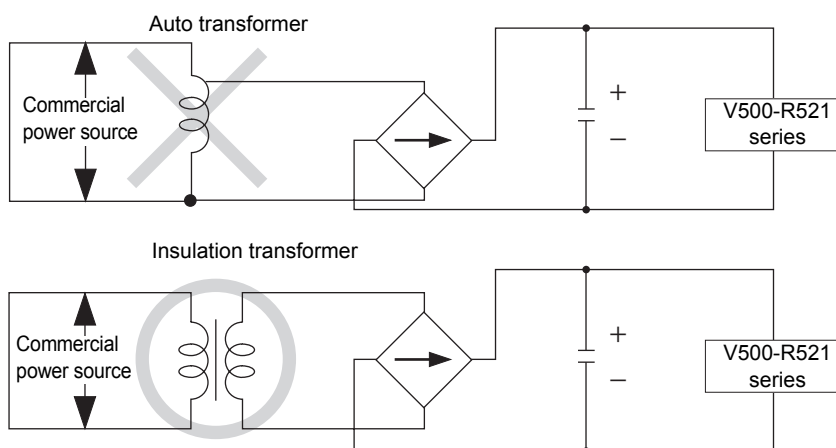 Auto transformer
Commercial
power source
+
−
V500-R521
series
Insulation transformer
Commercial
power source
+
−
V500-R521
series